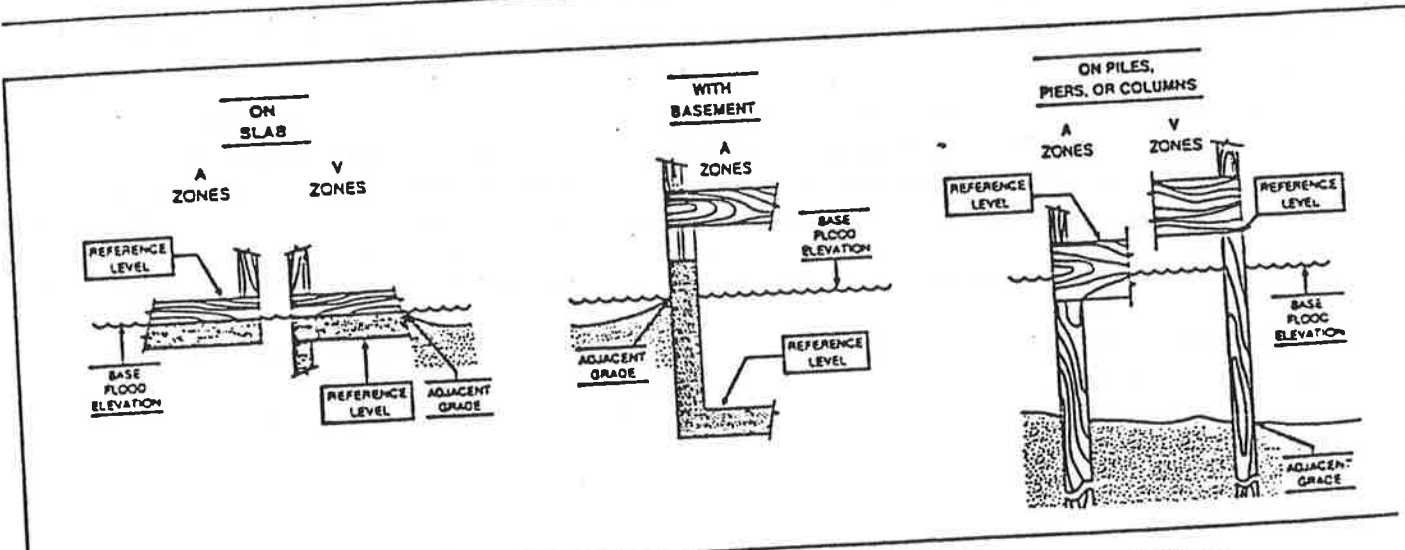 ON
SLAB
A
ZONES
V
ZONES
REFERENCE
LEVEL
BASE
FLOOD
ELEVATION
REFERENCE
LEVEL
ADJACENT
GRADE
WITH
BASEMENT
A
ZONES
BASE
FLOOD
ELEVATION
ADJACENT
GRADE
REFERENCE
LEVEL
ON PILES,
PIERS, OR COLUMNS
A
ZONES
V
ZONES
REFERENCE
LEVEL
REFERENCE
LEVEL
BASE
FLOOD
ELEVATION
ADJACENT
GRADE